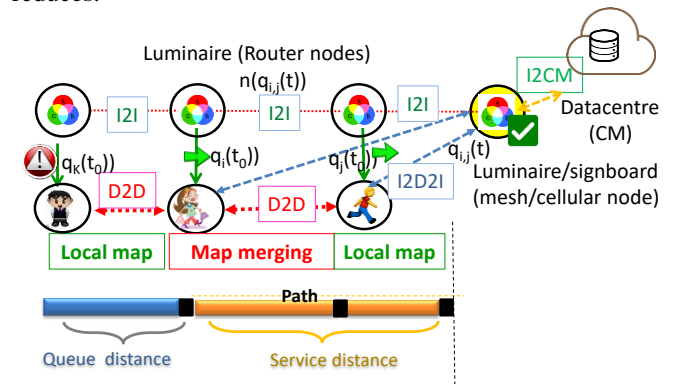 reduces.
Luminaire (Router nodes)
n(qi,j(t))
I2I
I2I
I2I
I2CM
Datacentre
(CM)
qK(t0))
qi(t0))
qj(t0))
qi,j(t)
D2D
D2D
I2D2I
Luminaire/signboard
(mesh/cellular node)
Local map
Map merging
Local map
Path
Queue distance
Service distance